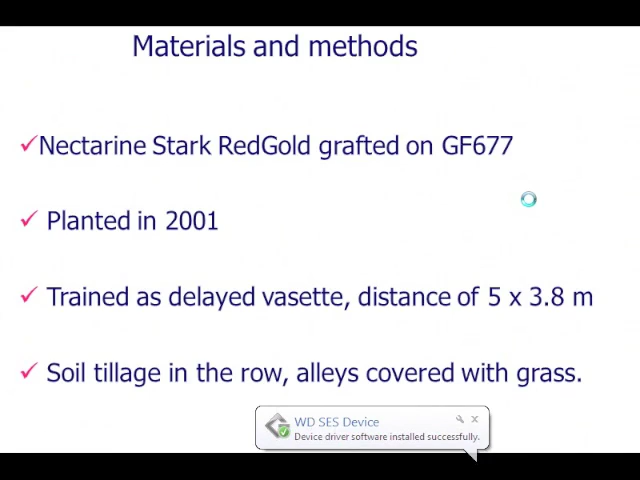 Materials and methods
Nectarine Stark RedGold grafted on GF677
Planted in 2001
Trained as delayed vasette, distance of 5 x 3.8 m
Soil tillage in the row, alleys covered with grass.
WD SES Device
Device driver software installed successfully.